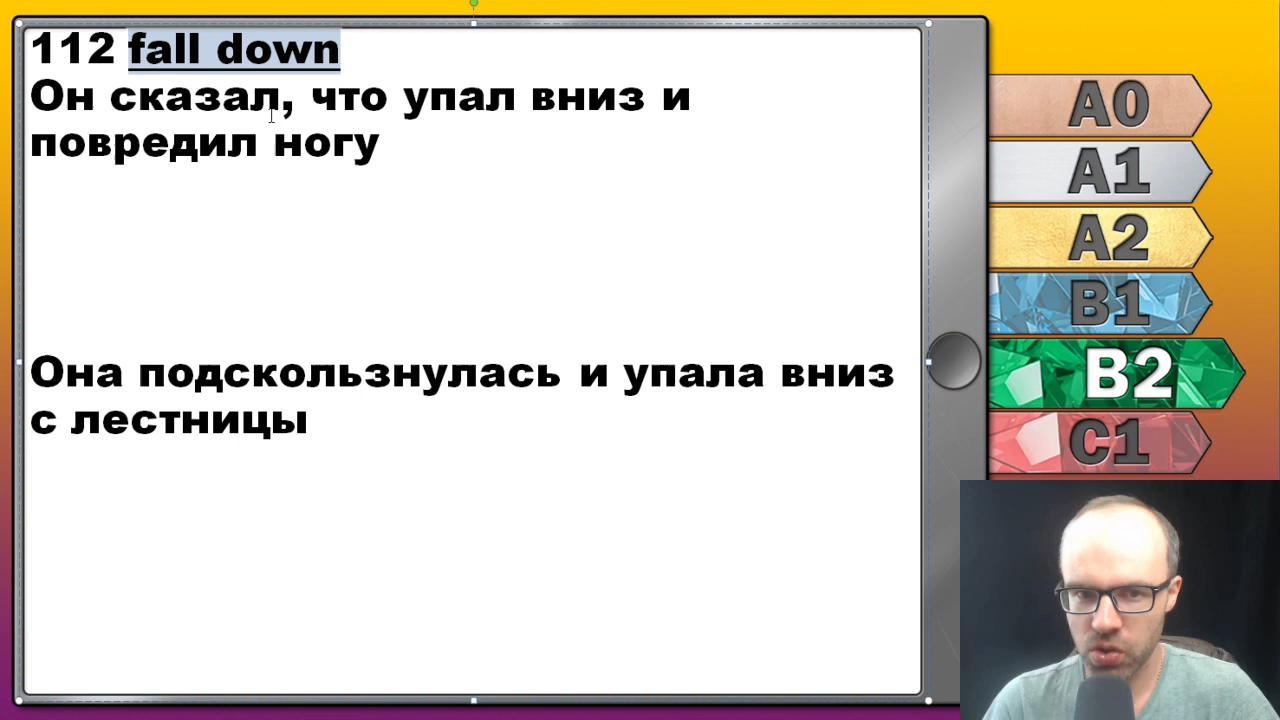 112 fall down
Он сказал, что упал вниз и
повредил ногу
Она подскользнулась и упала вниз
с лестницы
A0
A1
A2
B1
B2
C1